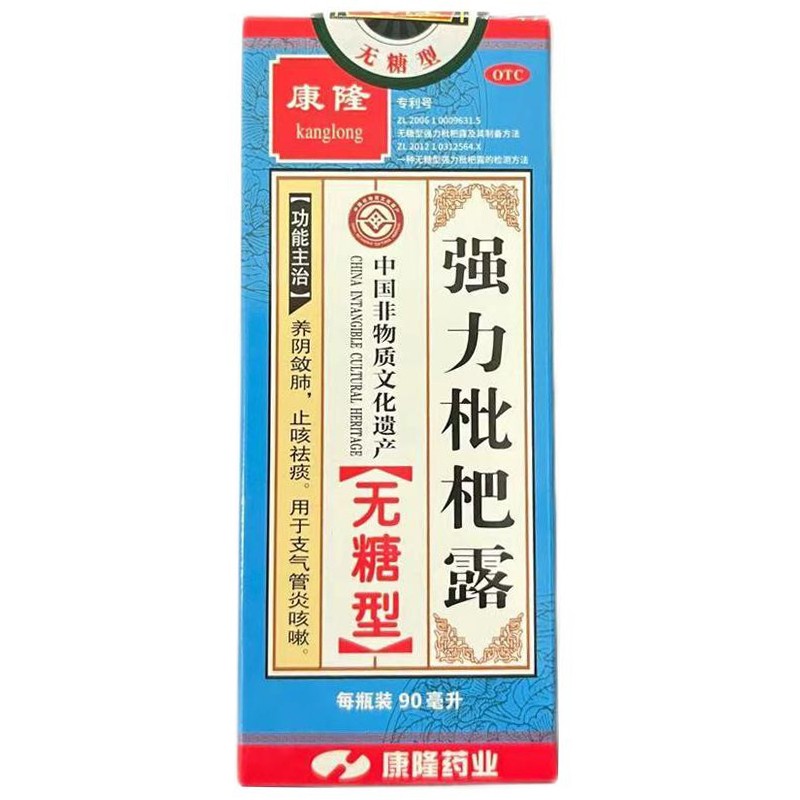 无糖型
OTC
康隆
kanglong
专利号
ZL 2006 1 0009631.5
无糖型强力枇杷露及其制备方法
ZL 2012 1 0312564.X
一种无糖型强力枇杷露的检测方法
强力枇杷露
中国非物质文化遗产
CHINA INTANGIBLE CULTURAL HERITAGE
【无糖型】
【功能主治】
养阴敛肺，止咳祛痰。用于支气管炎咳嗽。
每瓶装 90 毫升
康隆药业